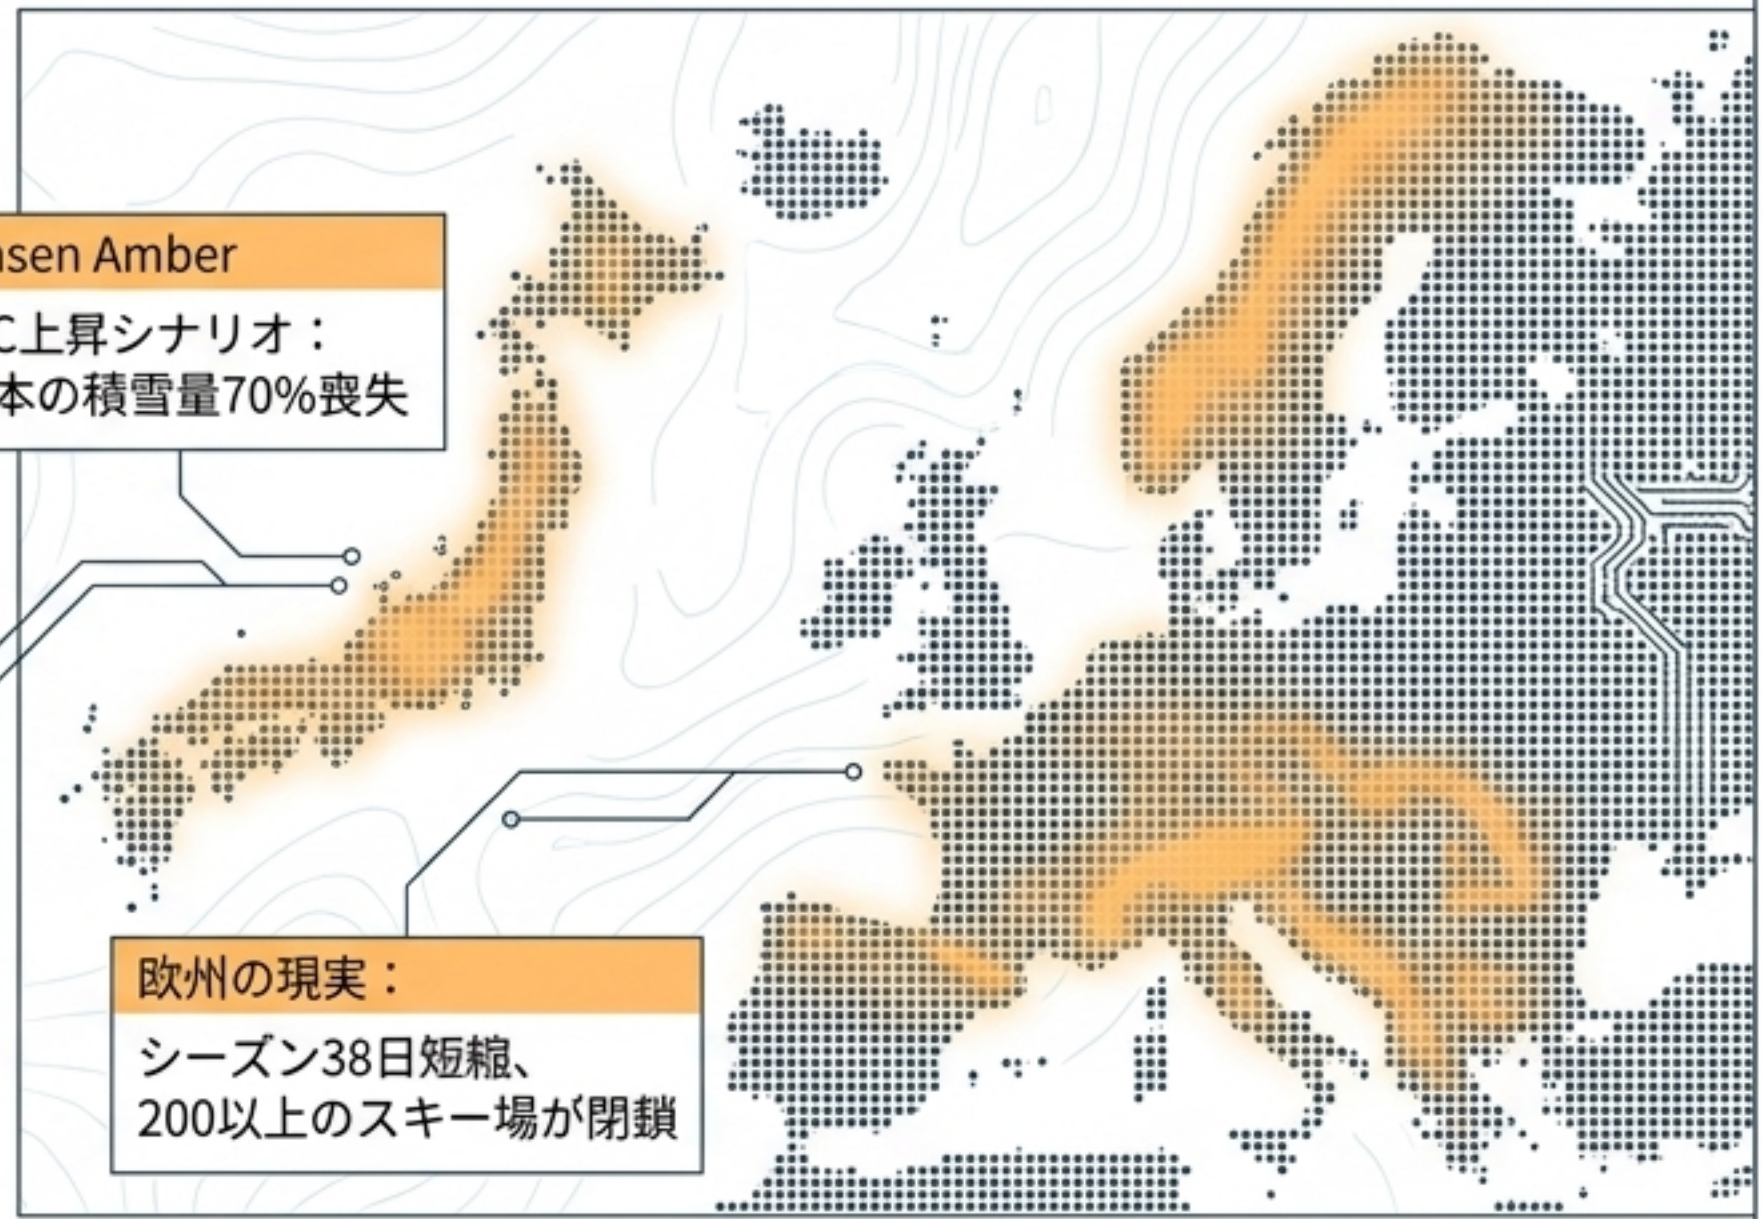 nsen Amber
C上昇シナリオ：
本の積雪量70%喪失
欧州の現実：
シーズン38日短縮、
200以上のスキー場が閉鎖